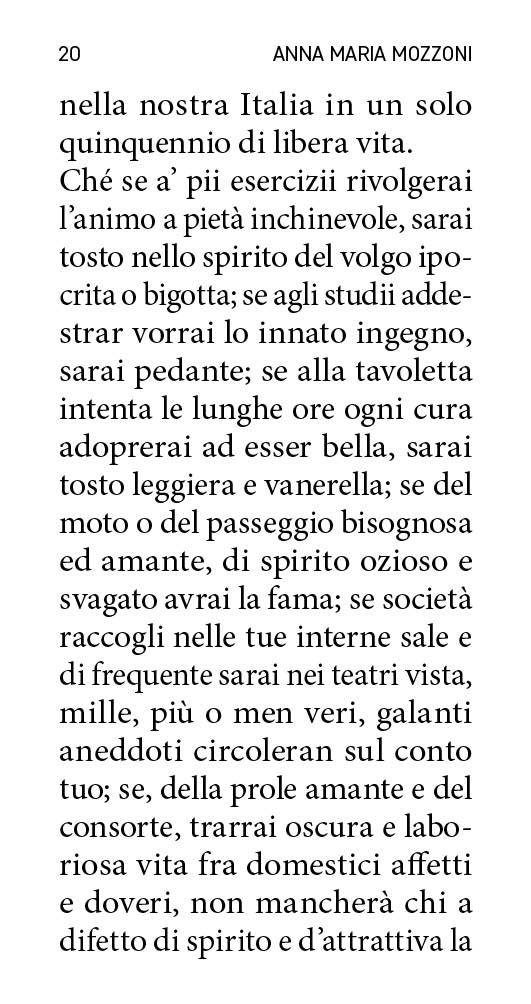 20 ANNA MARIA MOZZONI
nella nostra Italia in un solo
quinquennio di libera vita.
Ché se a’ pii esercizii rivolgerai
l’animo a pietà inchinevole, sarai
tosto nello spirito del volgo ipo-
crita o bigotta; se agli studii adde-
strar vorrai lo innato ingegno,
sarai pedante; se alla tavoletta
intenta le lunghe ore ogni cura
adoprerai ad esser bella, sarai
tosto leggiera e vanerella; se del
moto o del passeggio bisognosa
ed amante, di spirito ozioso e
svagato avrai la fama; se società
raccogli nelle tue interne sale e
di frequente sarai nei teatri vista,
mille, più o men veri, galanti
aneddoti circoleran sul conto
tuo; se, della prole amante e del
consorte, trarrai oscura e labo-
riosa vita fra domestici affetti
e doveri, non mancherà chi a
difetto di spirito e d’attrattiva la